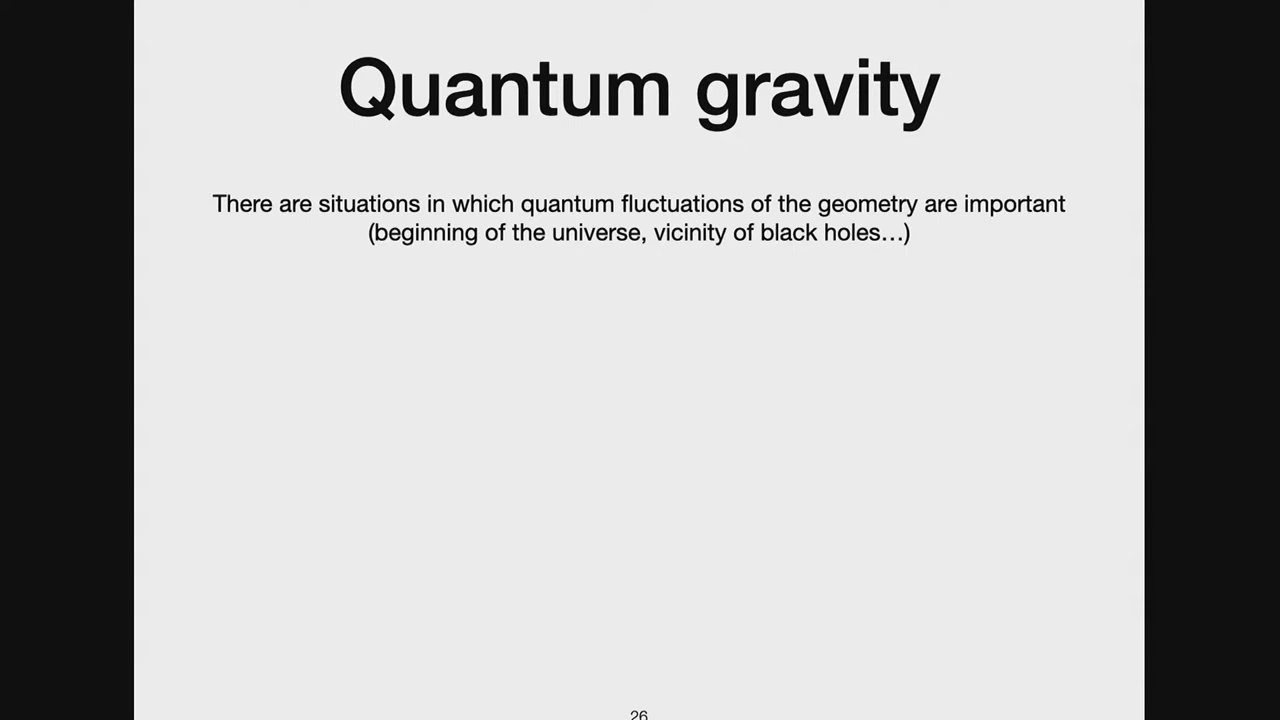 Quantum gravity
There are situations in which quantum fluctuations of the geometry are important
(beginning of the universe, vicinity of black holes…)
26